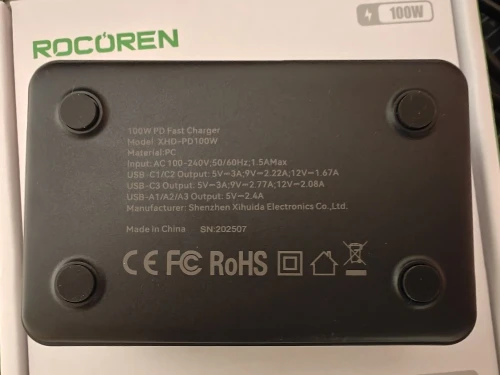 ROCOREN
100W
100W PD Fast Charger
Model: XHD-PD100W
Material:PC
Input: AC 100-240V;50/60Hz;1.5AMax
USB-C1/C2 Output: 5V⎓3A;9V⎓2.22A;12V⎓1.67A
USB-C3 Output: 5V⎓3A;9V⎓2.77A;12V⎓2.08A
USB-A1/A2/A3 Output: 5V⎓2.4A
Manufacturer: Shenzhen Xihuida Electronics Co.,Ltd.
Made in China SN:202507
CE FC RoHS